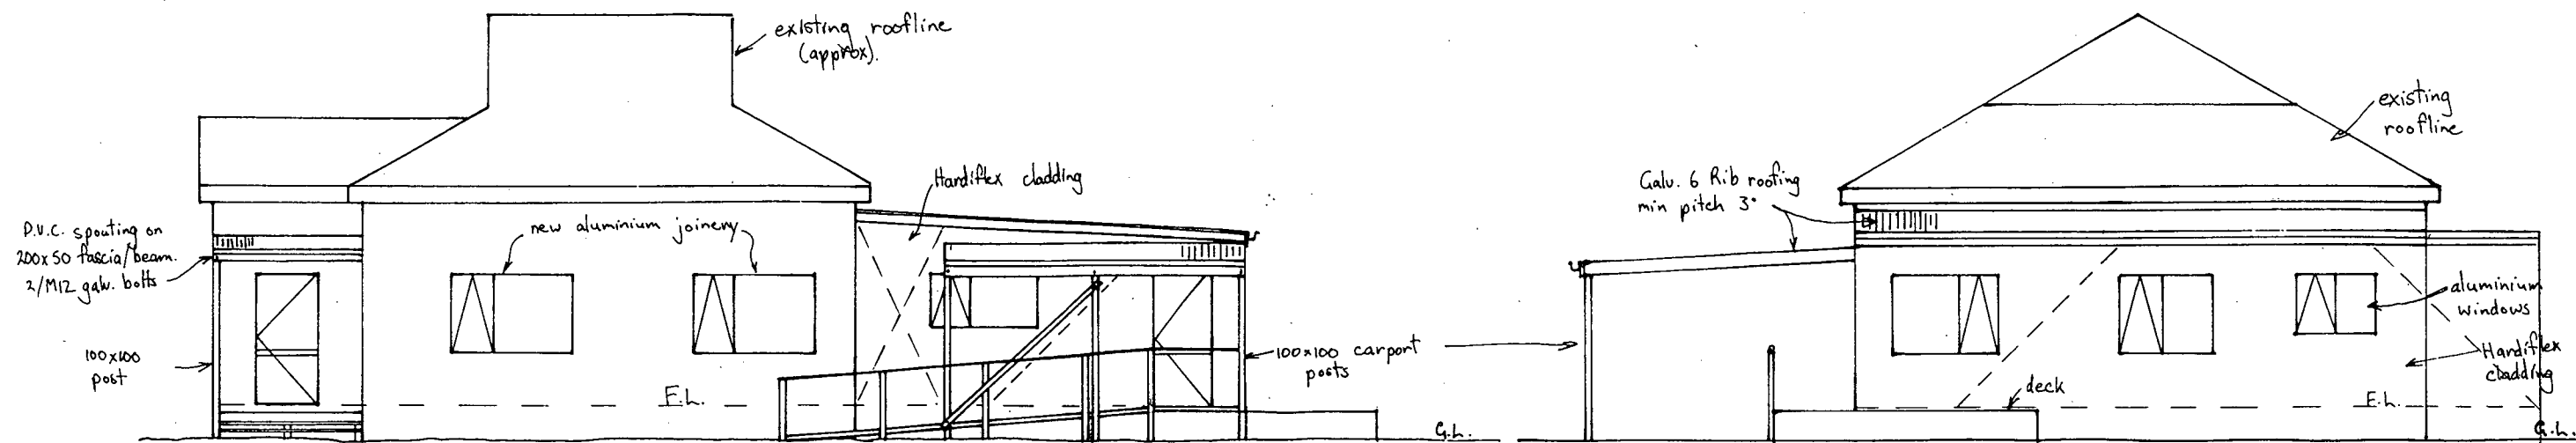 existing roofline
(approx).
Hardiflex cladding
new aluminium joinery
D.V.C. spouting on
200x50 fascia/beam.
2/M12 galv. bolts
100x100
post
F.L.
100x100 carport
posts
G.L.
existing
roofline
Galv. 6 Rib roofing
min pitch 3°
aluminium
windows
Hardiflex
cladding
deck
F.L.
G.L.